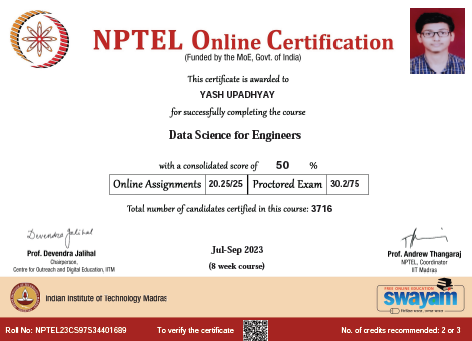 NPTEL Online Certification
(Funded by the MoE, Govt. of India)
This certificate is awarded to
YASH UPADHYAY
for successfully completing the course
Data Science for Engineers
with a consolidated score of 50 %
Online Assignments 20.25/25 Proctored Exam 30.2/75
Total number of candidates certified in this course: 3716
Devendra Jalihal
Prof. Devendra Jalihal
Chairperson,
Centre for Outreach and Digital Education, IITM
Jul-Sep 2023
(8 week course)
Prof. Andrew Thangaraj
NPTEL, Coordinator
IIT Madras
Indian Institute of Technology Madras
FREE ONLINE EDUCATION
swayam
Roll No: NPTEL23CS97S34401689
To verify the certificate
No. of credits recommended: 2 or 3